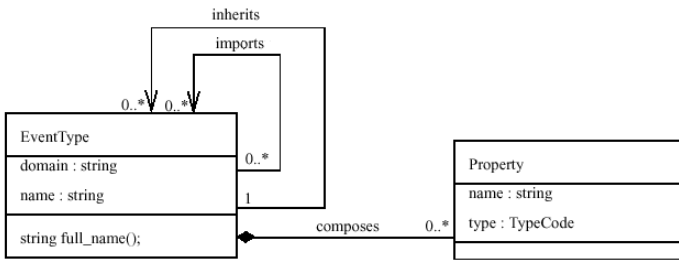 inherits
imports
0..*
0..*
EventType
domain : string
name : string
string full_name();
0..*
1
composes
0..*
Property
name : string
type : TypeCode